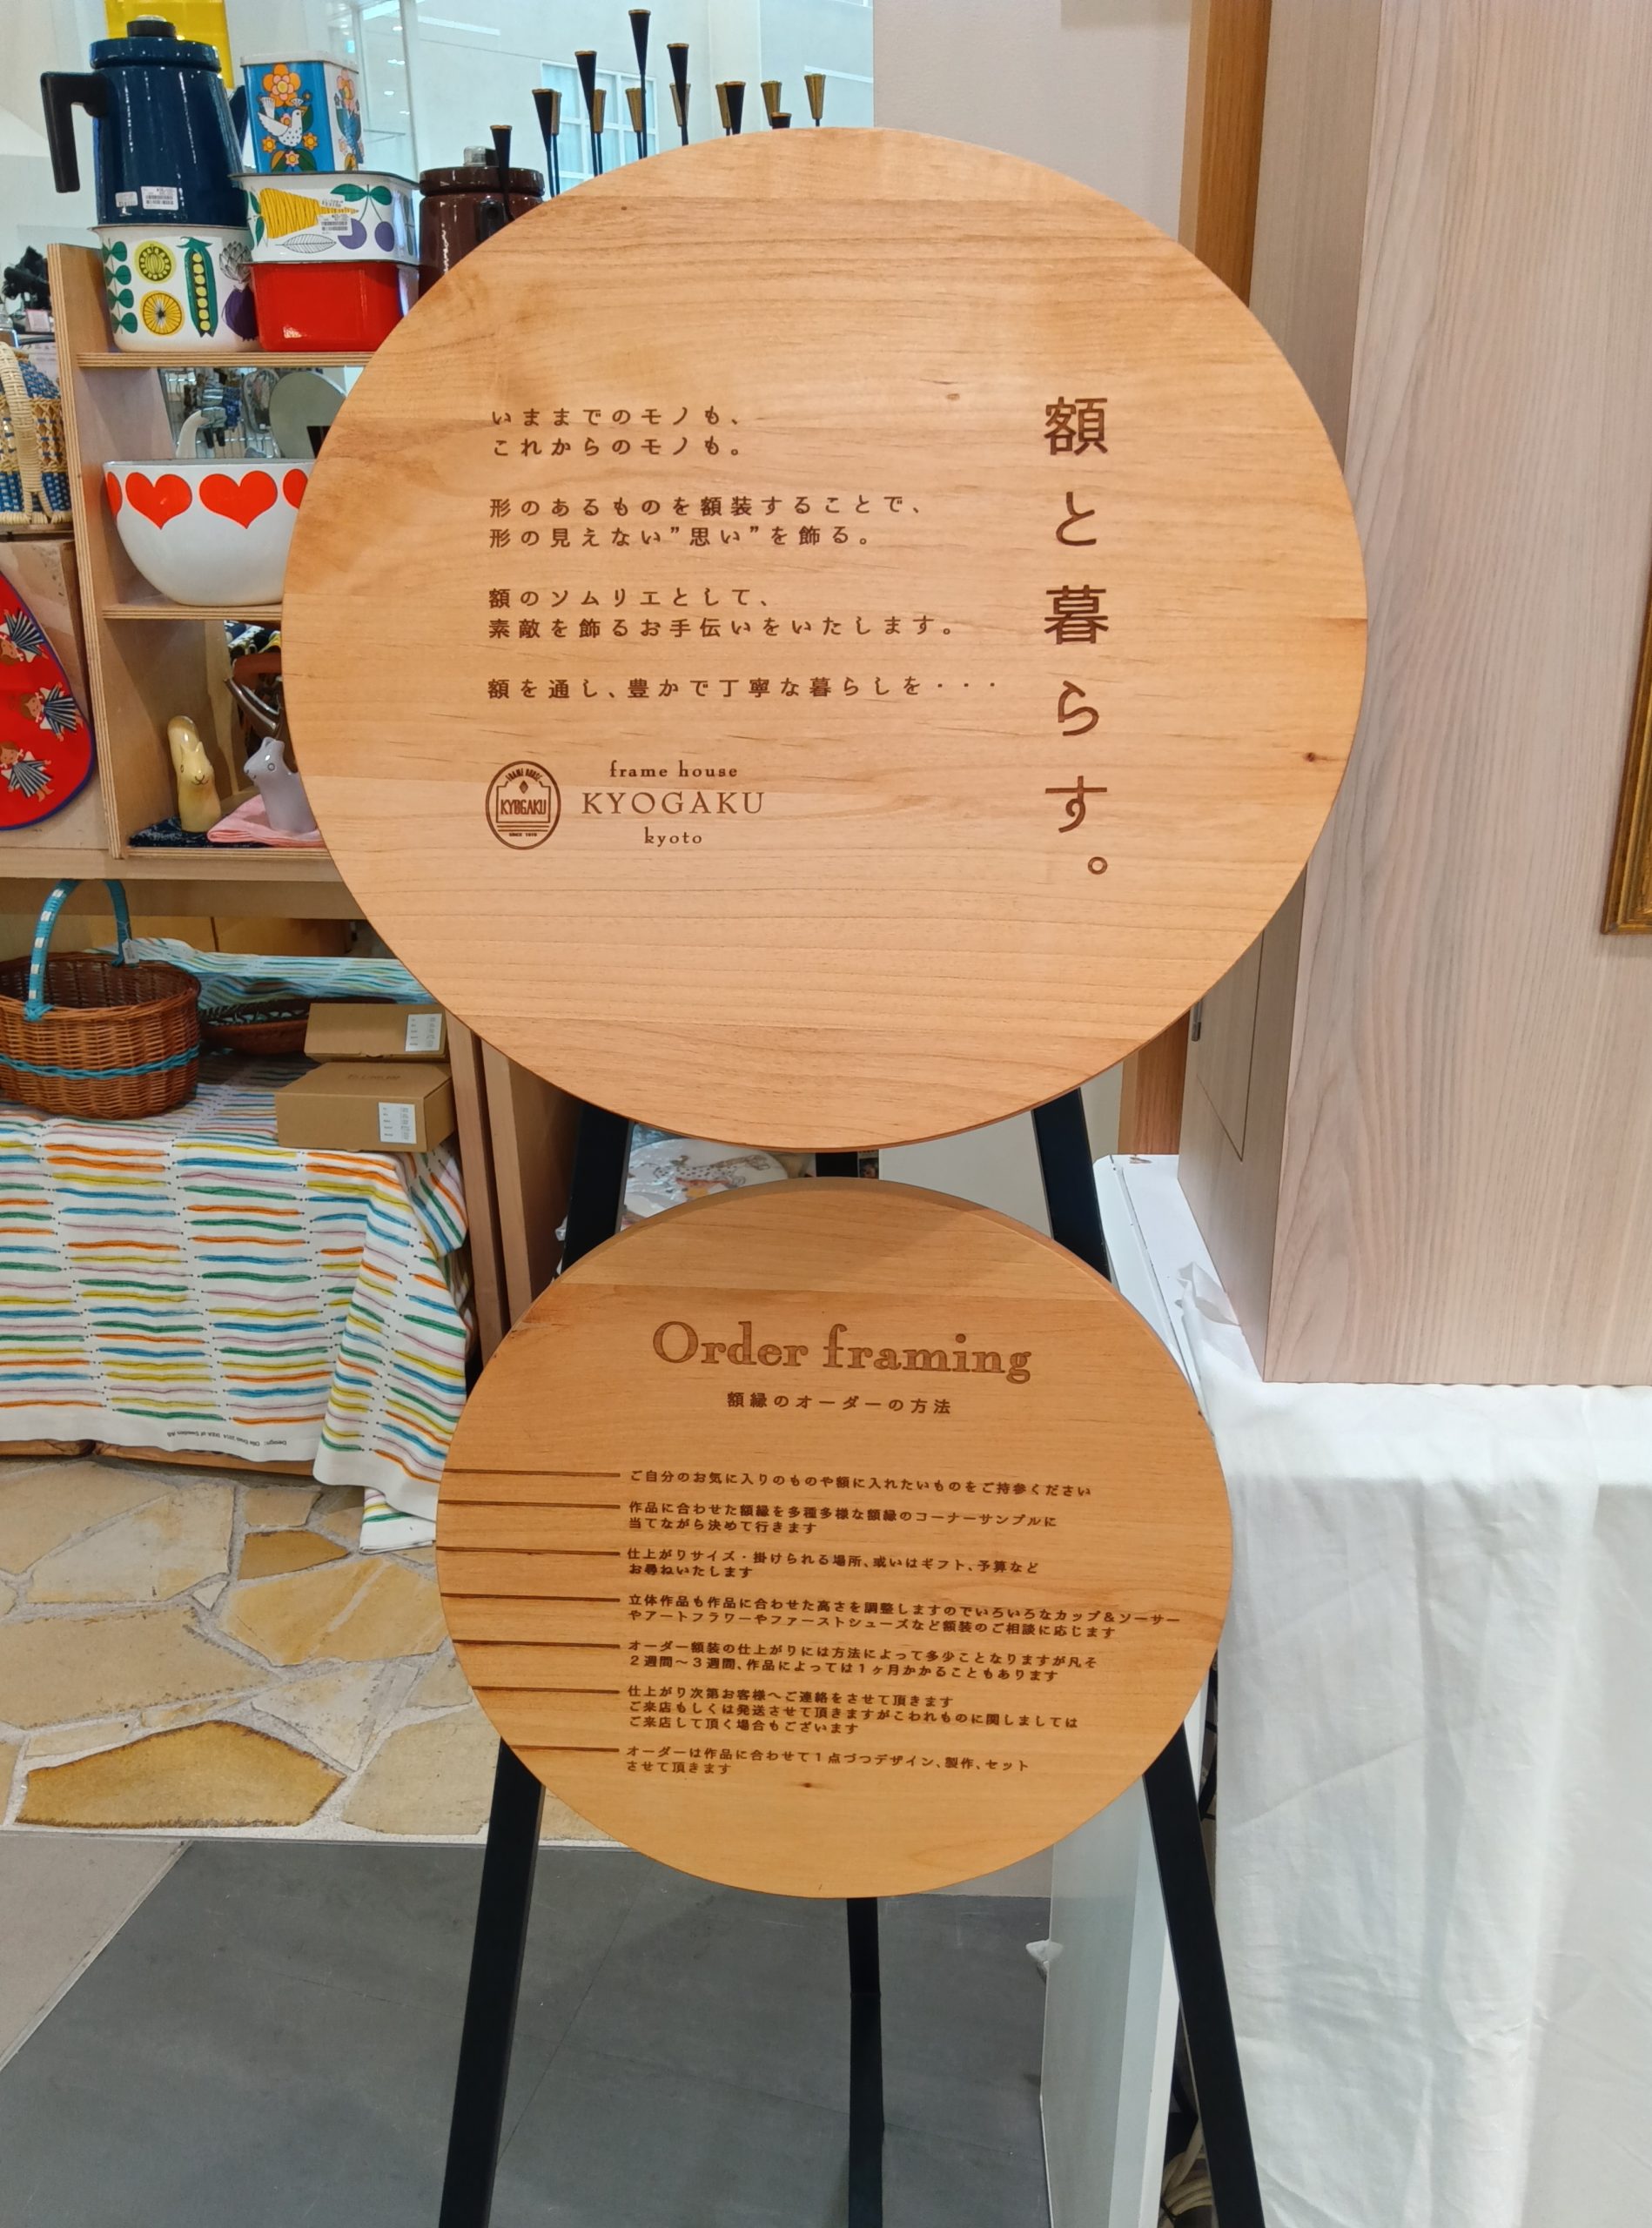 額と暮らす。
いままでのモノも、
これからのモノも。
形のあるものを額装することで、
形の見えない”思い”を飾る。
額のソムリエとして、
素敵を飾るお手伝いをいたします。
額を通し、豊かで丁寧な暮らしを・・・
FRAME HOUSE
KYOGAKU
frame house
KYOGAKU
kyoto
Order framing
額縁のオーダーの方法
ご自分のお気に入りのものや額に入れたいものをご持参ください
作品に合わせた額縁を多種多様な額縁のコーナーサンプルに
当てながら決めて行きます
仕上がりサイズ・掛けられる場所、或いはギフト、予算など
お尋ねいたします
立体作品も作品に合わせた高さを調整しますのでいろいろなカップ&ソーサー
やアートフラワーやファーストシューズなど額装のご相談に応じます
オーダー額装の仕上がりには方法によって多少ことなりますが凡そ
2週間〜3週間、作品によっては1ヶ月かかることもあります
仕上がり次第お客様へご連絡をさせて頂きます
ご来店もしくは発送させて頂きますがこわれものに関しましては
ご来店して頂く場合もございます
オーダーは作品に合わせて1点づつデザイン、製作、セット
させて頂きます